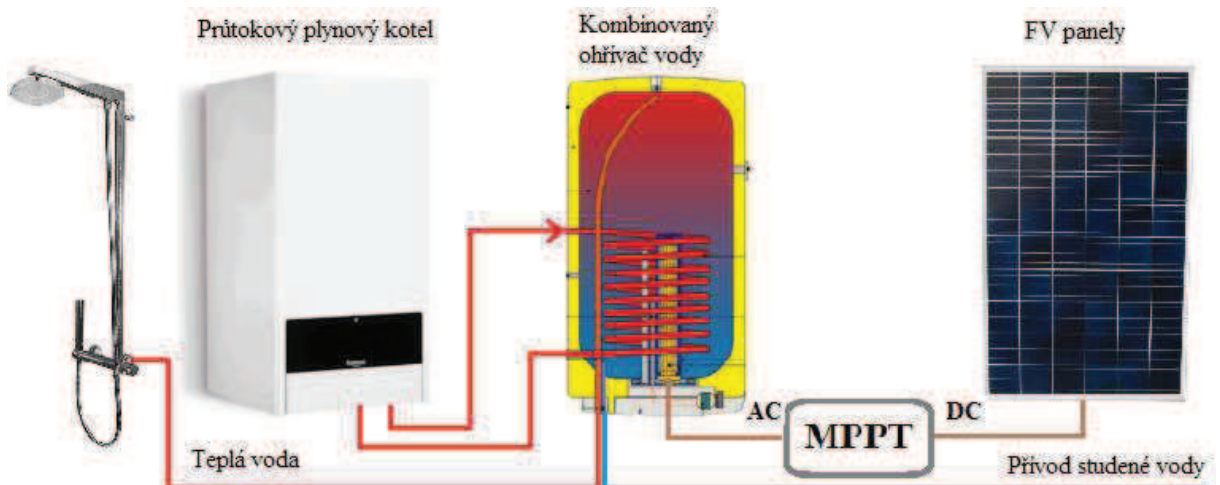 Průtokový plynový kotel
Kombinovaný
ohřívač vody
FV panely
AC
MPPT
DC
Teplá voda
Přívod studené vody